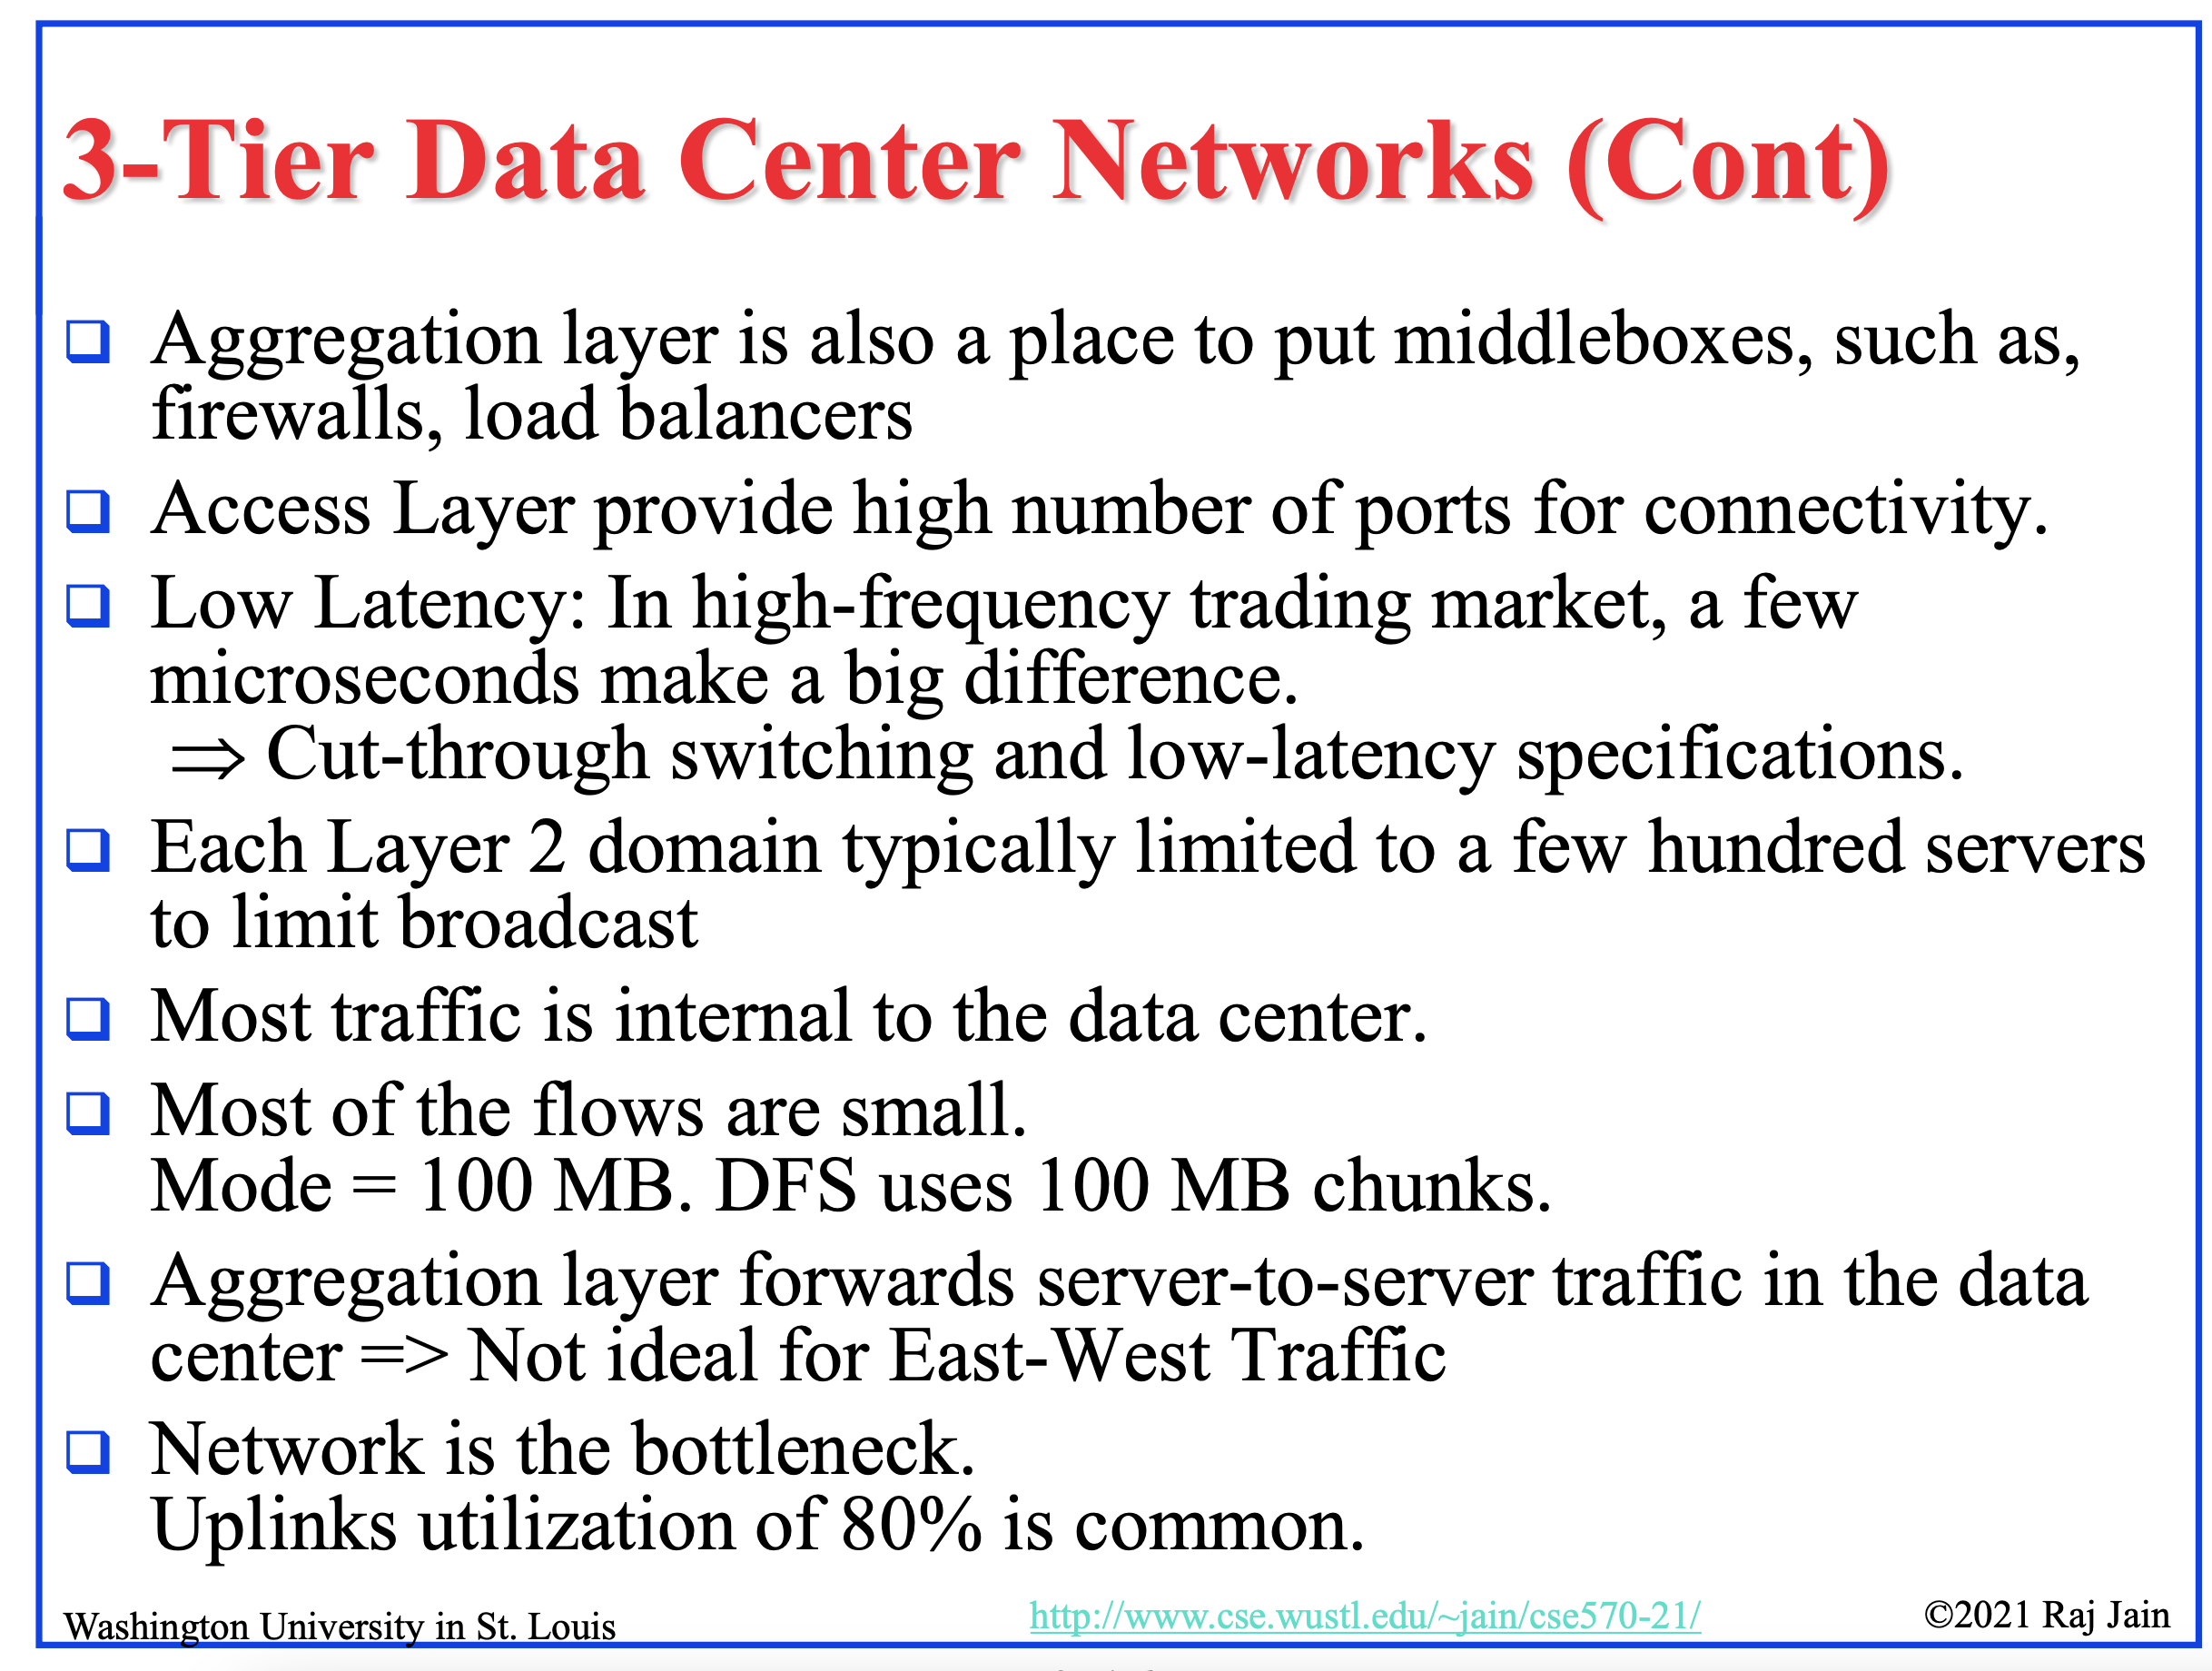 3-Tier Data Center Networks (Cont)
Aggregation layer is also a place to put middleboxes, such as,
firewalls, load balancers
Access Layer provide high number of ports for connectivity.
Low Latency: In high-frequency trading market, a few
microseconds make a big difference.
⇒ Cut-through switching and low-latency specifications.
Each Layer 2 domain typically limited to a few hundred servers
to limit broadcast
Most traffic is internal to the data center.
Most of the flows are small.
Mode = 100 MB. DFS uses 100 MB chunks.
Aggregation layer forwards server-to-server traffic in the data
center => Not ideal for East-West Traffic
Network is the bottleneck.
Uplinks utilization of 80% is common.
Washington University in St. Louis
http://www.cse.wustl.edu/~jain/cse570-21/
©2021 Raj Jain